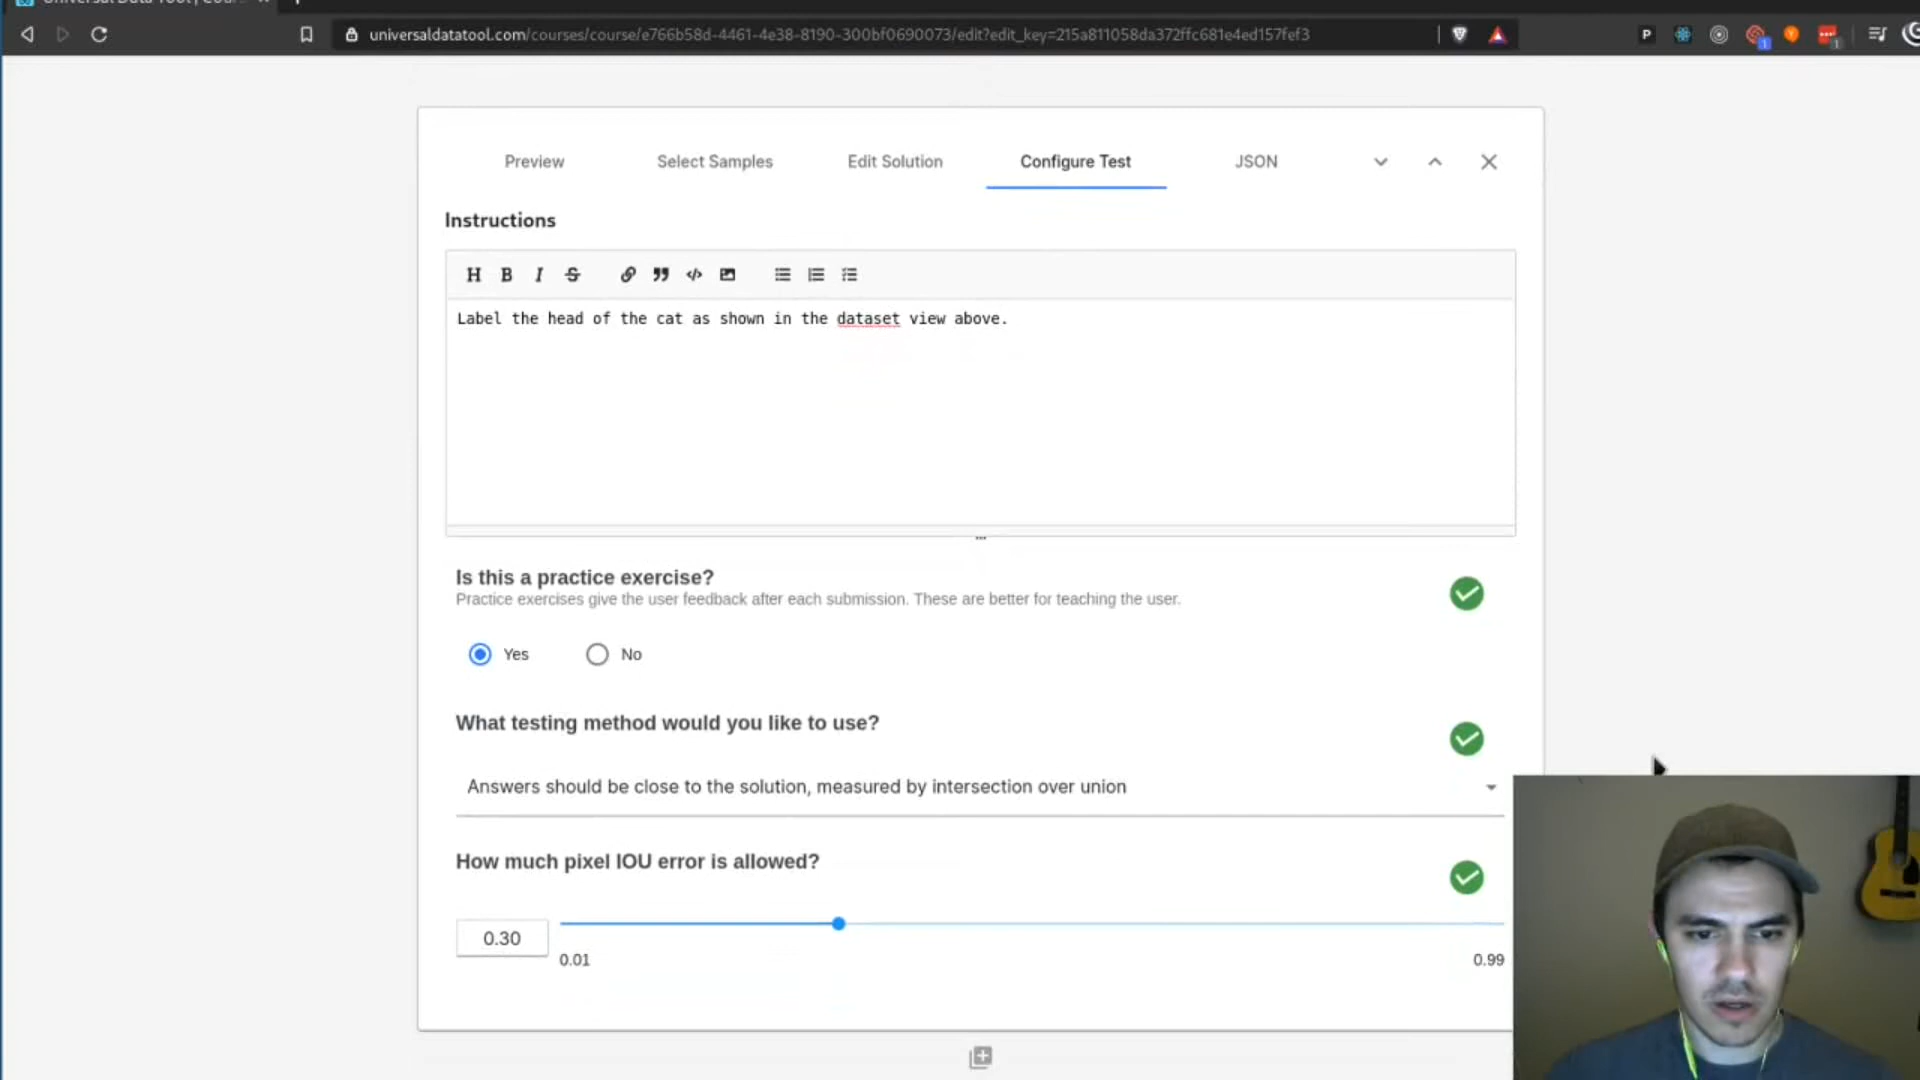 universaldatatool.com/courses/course/e766b58d-4461-4e38-8190-300bf0690073/edit?edit_key=215a811058da372ffc681e4ed157fef3
Preview
Select Samples
Edit Solution
Configure Test
JSON
Instructions
Label the head of the cat as shown in the dataset view above.
Is this a practice exercise?
Practice exercises give the user feedback after each submission. These are better for teaching the user.
Yes
No
What testing method would you like to use?
Answers should be close to the solution, measured by intersection over union
How much pixel IOU error is allowed?
0.30
0.01
0.99